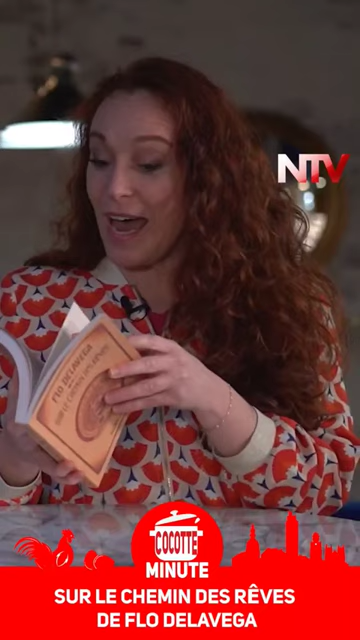 NTV
FLO DELAVEGA
SUR LE CHEMIN DES RÊVES
COCOTTE
MINUTE
SUR LE CHEMIN DES RÊVES
DE FLO DELAVEGA